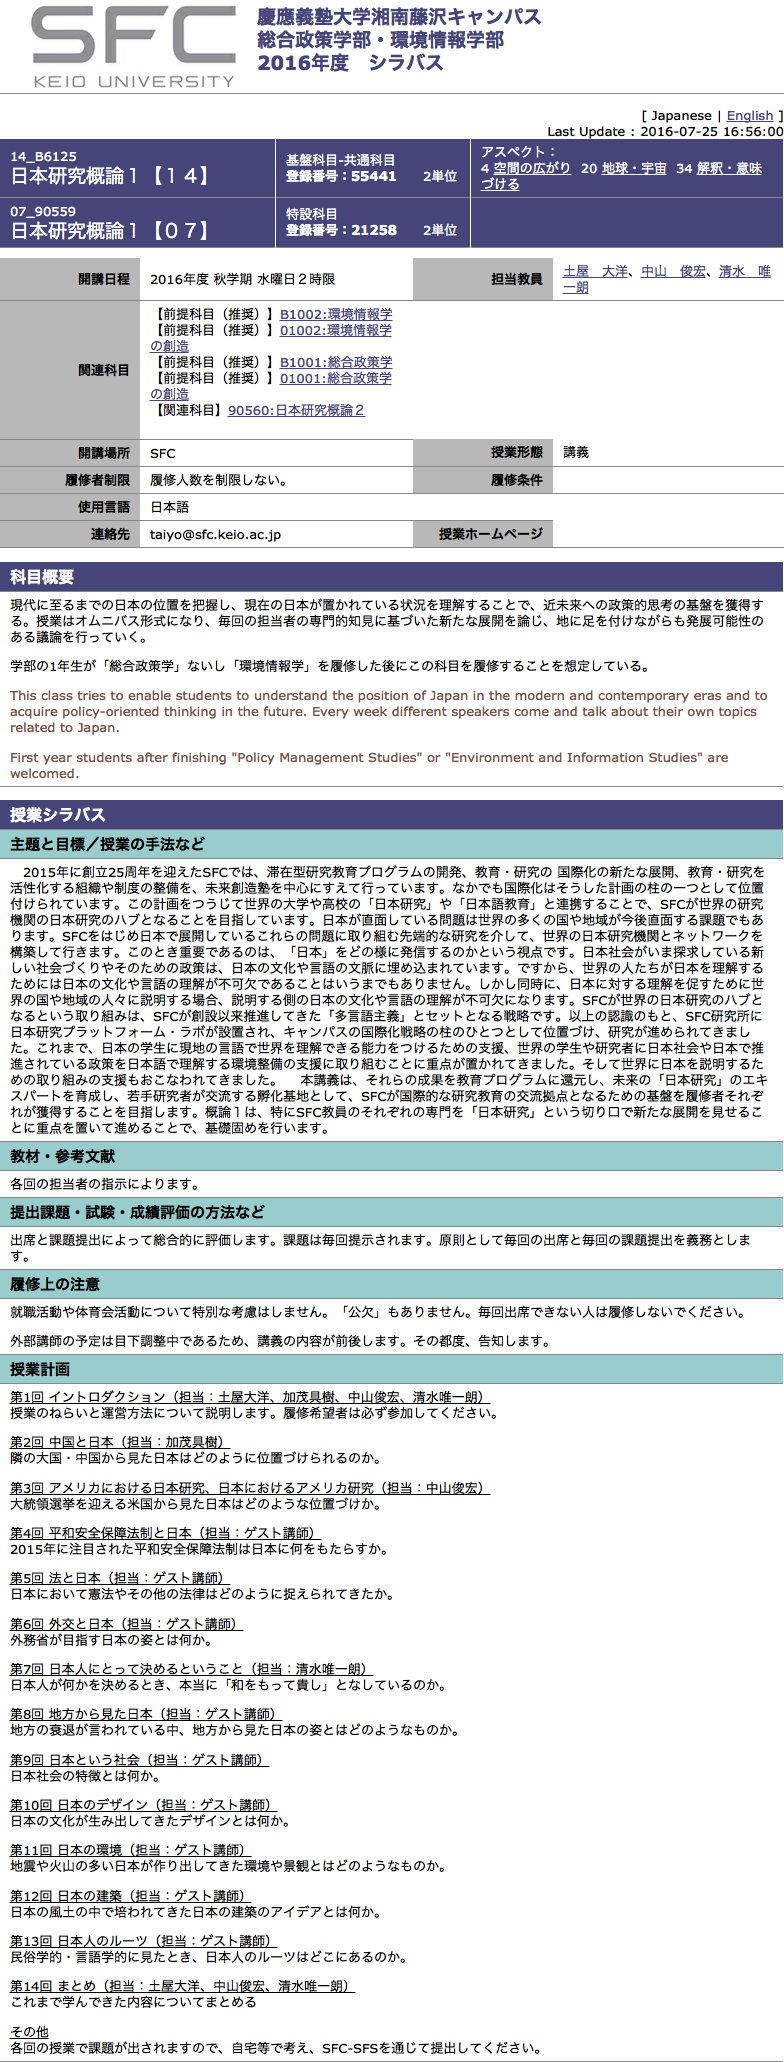 SFC
KEIO UNIVERSITY
慶應義塾大学湘南藤沢キャンパス
総合政策学部・環境情報学部
2016年度　シラバス
[ Japanese | English ]
Last Update : 2016-07-25 16:56:00
14_B6125
日本研究概論１【１４】
基盤科目-共通科目
登録番号：55441　　2単位
アスペクト：
4 空間の広がり　20 地球・宇宙　34 解釈・意味
づける
07_90559
日本研究概論１【０７】
特設科目
登録番号：21258　　2単位
開講日程
2016年度 秋学期 水曜日２時限
担当教員
土屋　大洋、中山　俊宏、清水　唯
一朗
関連科目
【前提科目（推奨）】B1002:環境情報学
【前提科目（推奨）】01002:環境情報学
の創造
【前提科目（推奨）】B1001:総合政策学
【前提科目（推奨）】01001:総合政策学
の創造
【関連科目】90560:日本研究概論２
開講場所
SFC
授業形態
講義
履修者制限
履修人数を制限しない。
履修条件
使用言語
日本語
連絡先
taiyo@sfc.keio.ac.jp
授業ホームページ
科目概要
現代に至るまでの日本の位置を把握し、現在の日本が置かれている状況を理解することで、近未来への政策的思考の基盤を獲得す
る。授業はオムニバス形式になり、毎回の担当者の専門的知見に基づいた新たな展開を論じ、地に足を付けながらも発展可能性の
ある議論を行っていく。
学部の1年生が「総合政策学」ないし「環境情報学」を履修した後にこの科目を履修することを想定している。
This class tries to enable students to understand the position of Japan in the modern and contemporary eras and to
acquire policy-oriented thinking in the future. Every week different speakers come and talk about their own topics
related to Japan.
First year students after finishing "Policy Management Studies" or "Environment and Information Studies" are
welcomed.
授業シラバス
主題と目標／授業の手法など
　2015年に創立25周年を迎えたSFCでは、滞在型研究教育プログラムの開発、教育・研究の 国際化の新たな展開、教育・研究を
活性化する組織や制度の整備を、未来創造塾を中心にすえて行っています。なかでも国際化はそうした計画の柱の一つとして位置
付けられています。この計画をつうじて世界の大学や高校の「日本研究」や「日本語教育」と連携することで、SFCが世界の研究
機関の日本研究のハブとなることを目指しています。日本が直面している問題は世界の多くの国や地域が今後直面する課題でもあ
ります。SFCをはじめ日本で展開しているこれらの問題に取り組む先端的な研究を介して、世界の日本研究機関とネットワークを
構築して行きます。このとき重要であるのは、「日本」をどの様に発信するのかという視点です。日本社会がいま探求している新
しい社会づくりやそのための政策は、日本の文化や言語の文脈に埋め込まれています。ですから、世界の人たちが日本を理解する
ためには日本の文化や言語の理解が不可欠であることはいうまでもありません。しかし同時に、日本に対する理解を促すために世
界の国や地域の人々に説明する場合、説明する側の日本の文化や言語の理解が不可欠になります。SFCが世界の日本研究のハブと
なるという取り組みは、SFCが創設以来推進してきた「多言語主義」とセットとなる戦略です。以上の認識のもと、SFC研究所に
日本研究プラットフォーム・ラボが設置され、キャンパスの国際化戦略の柱のひとつとして位置づけ、研究が進められてきまし
た。これまで、日本の学生に現地の言語で世界を理解できる能力をつけるための支援、世界の学生や研究者に日本社会や日本で推
進されている政策を日本語で理解する環境整備の支援に取り組むことに重点が置かれてきました。そして世界に日本を説明するた
めの取り組みの支援もおこなわれてきました。　　本講義は、それらの成果を教育プログラムに還元し、未来の「日本研究」のエキ
スパートを育成し、若手研究者が交流する孵化基地として、SFCが国際的な研究教育の交流拠点となるための基盤を履修者それぞ
れが獲得することを目指します。概論１は、特にSFC教員のそれぞれの専門を「日本研究」という切り口で新たな展開を見せるこ
とに重点を置いて進めることで、基礎固めを行います。
教材・参考文献
各回の担当者の指示によります。
提出課題・試験・成績評価の方法など
出席と課題提出によって総合的に評価します。課題は毎回提示されます。原則として毎回の出席と毎回の課題提出を義務としま
す。
履修上の注意
就職活動や体育会活動について特別な考慮はしません。「公欠」もありません。毎回出席できない人は履修しないでください。
外部講師の予定は目下調整中であるため、講義の内容が前後します。その都度、告知します。
授業計画
第1回 イントロダクション（担当：土屋大洋、加茂具樹、中山俊宏、清水唯一朗）
授業のねらいと運営方法について説明します。履修希望者は必ず参加してください。
第2回 中国と日本（担当：加茂具樹）
隣の大国・中国から見た日本はどのように位置づけられるのか。
第3回 アメリカにおける日本研究、日本におけるアメリカ研究（担当：中山俊宏）
大統領選挙を迎える米国から見た日本はどのような位置づけか。
第4回 平和安全保障法制と日本（担当：ゲスト講師）
2015年に注目された平和安全保障法制は日本に何をもたらすか。
第5回 法と日本（担当：ゲスト講師）
日本において憲法やその他の法律はどのように捉えられてきたか。
第6回 外交と日本（担当：ゲスト講師）
外務省が目指す日本の姿とは何か。
第7回 日本人にとって決めるということ（担当：清水唯一朗）
日本人が何かを決めるとき、本当に「和をもって貴し」となしているのか。
第8回 地方から見た日本（担当：ゲスト講師）
地方の衰退が言われている中、地方から見た日本の姿とはどのようなものか。
第9回 日本という社会（担当：ゲスト講師）
日本社会の特徴とは何か。
第10回 日本のデザイン（担当：ゲスト講師）
日本の文化が生み出してきたデザインとは何か。
第11回 日本の環境（担当：ゲスト講師）
地震や火山の多い日本が作り出してきた環境や景観とはどのようなものか。
第12回 日本の建築（担当：ゲスト講師）
日本の風土の中で培われてきた日本の建築のアイデアとは何か。
第13回 日本人のルーツ（担当：ゲスト講師）
民俗学的・言語学的に見たとき、日本人のルーツはどこにあるのか。
第14回 まとめ（担当：土屋大洋、中山俊宏、清水唯一朗）
これまで学んできた内容についてまとめる
その他
各回の授業で課題が出されますので、自宅等で考え、SFC-SFSを通じて提出してください。